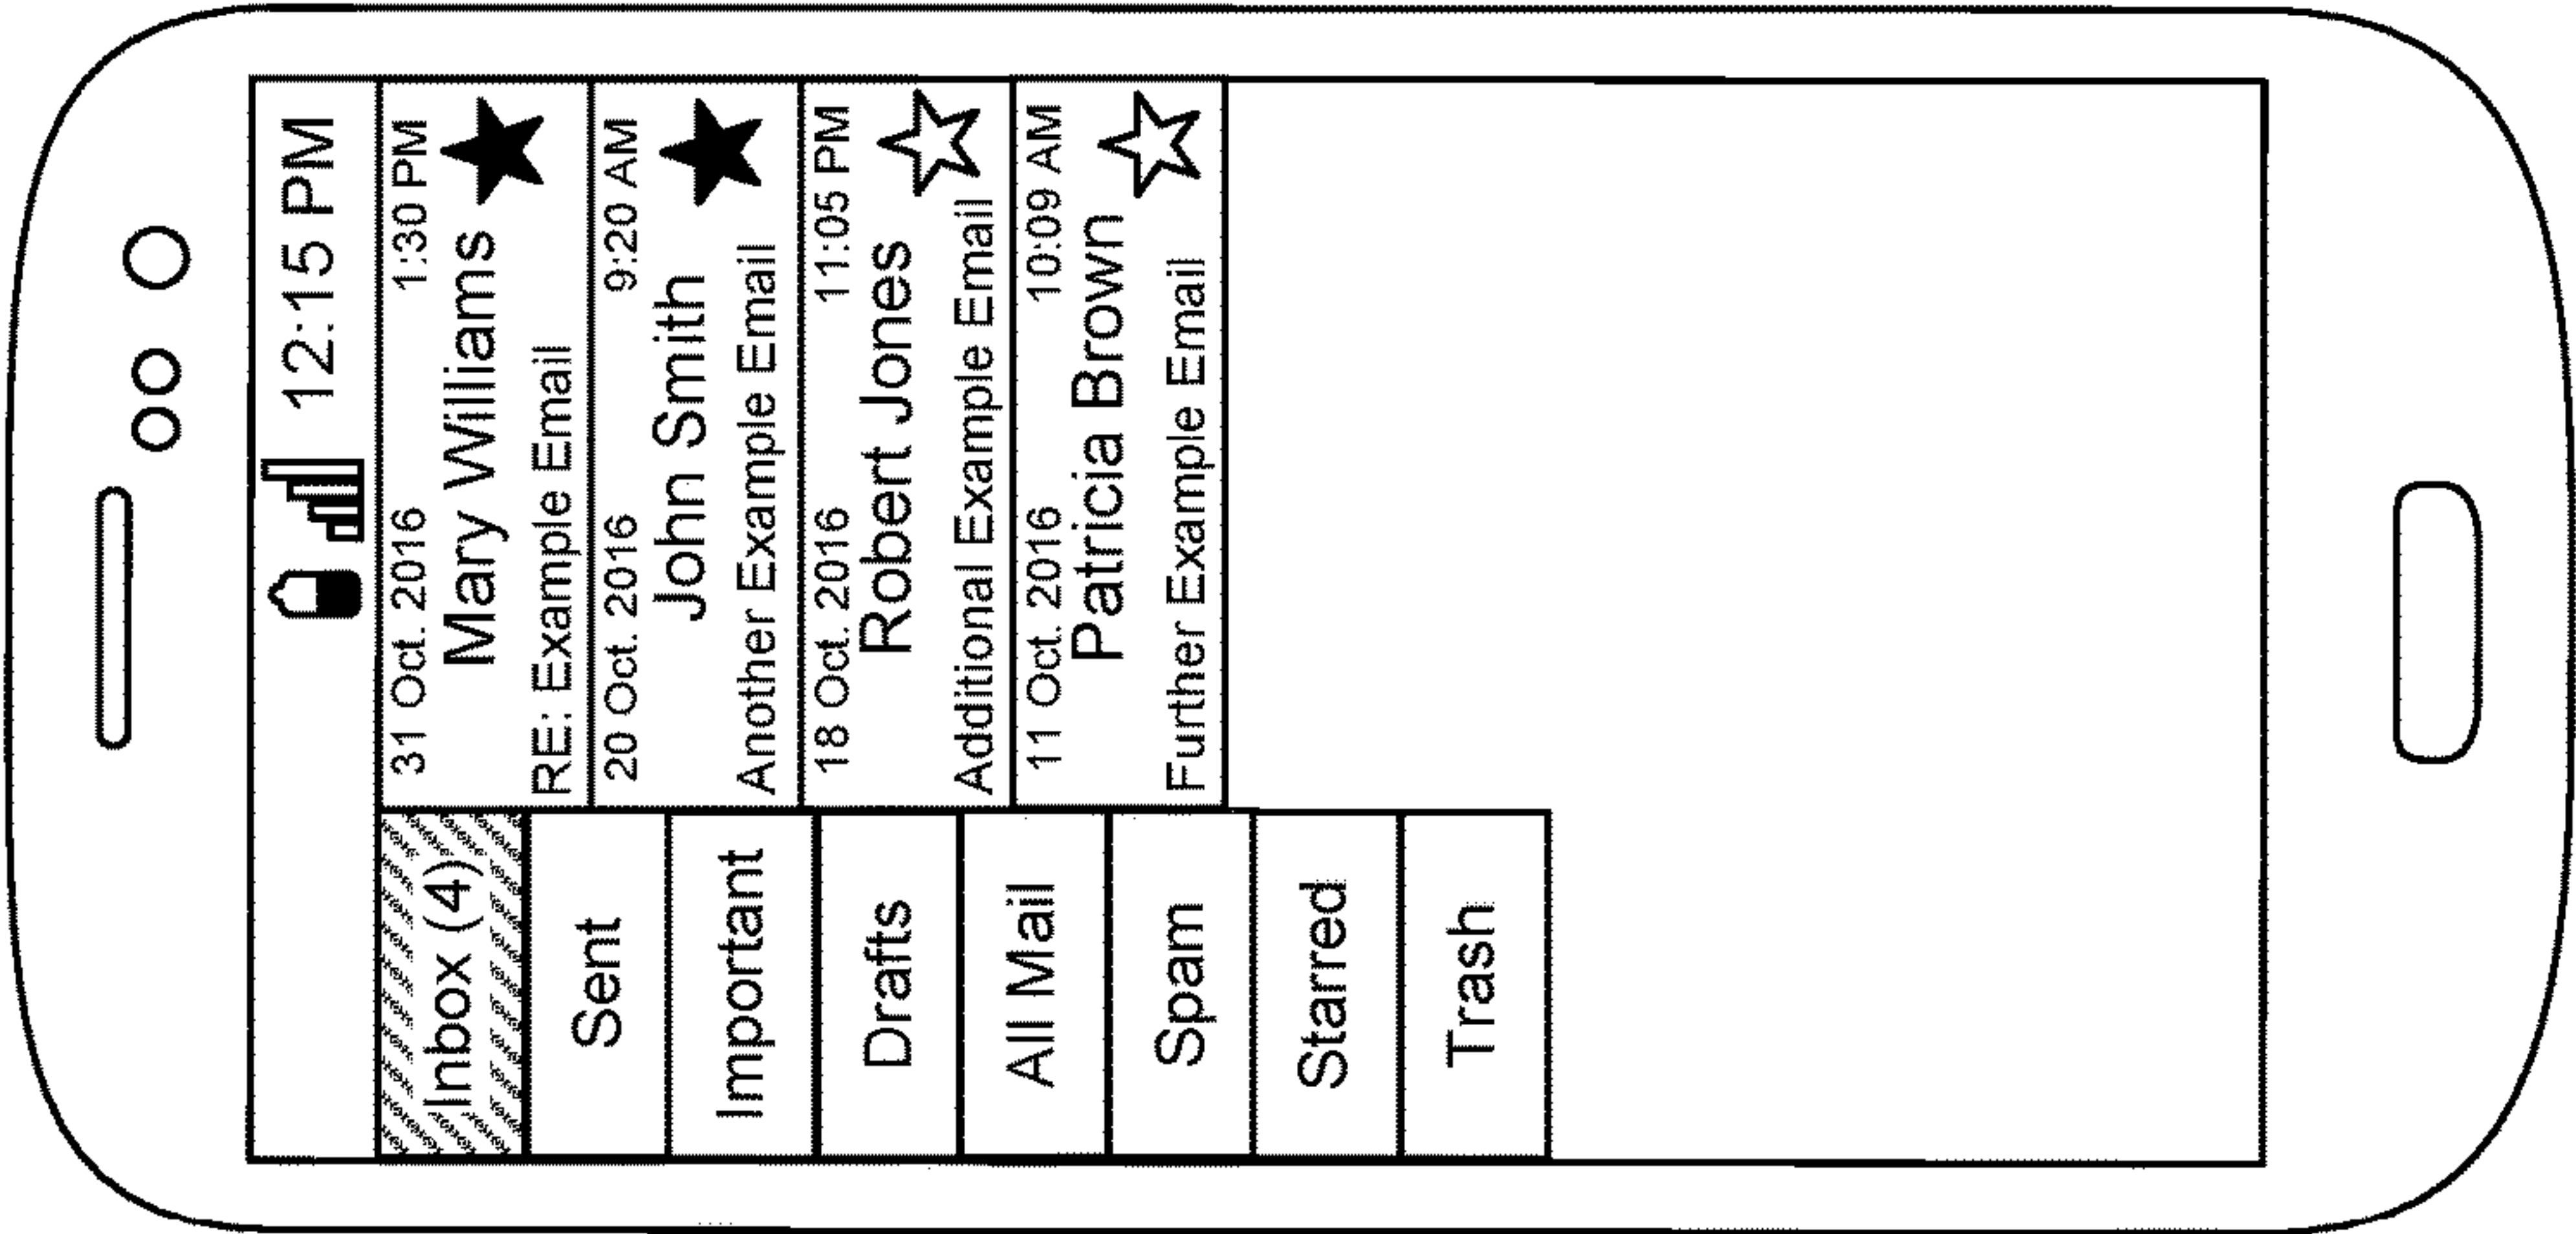 12:15 PM
Inbox (4)
Sent
Important
Drafts
All Mail
Spam
Starred
Trash
31 Oct. 2016 1:30 PM
Mary Williams
RE: Example Email
20 Oct. 2016 9:20 AM
John Smith
Another Example Email
18 Oct. 2016 11:05 PM
Robert Jones
Additional Example Email
11 Oct. 2016 10:09 AM
Patricia Brown
Further Example Email